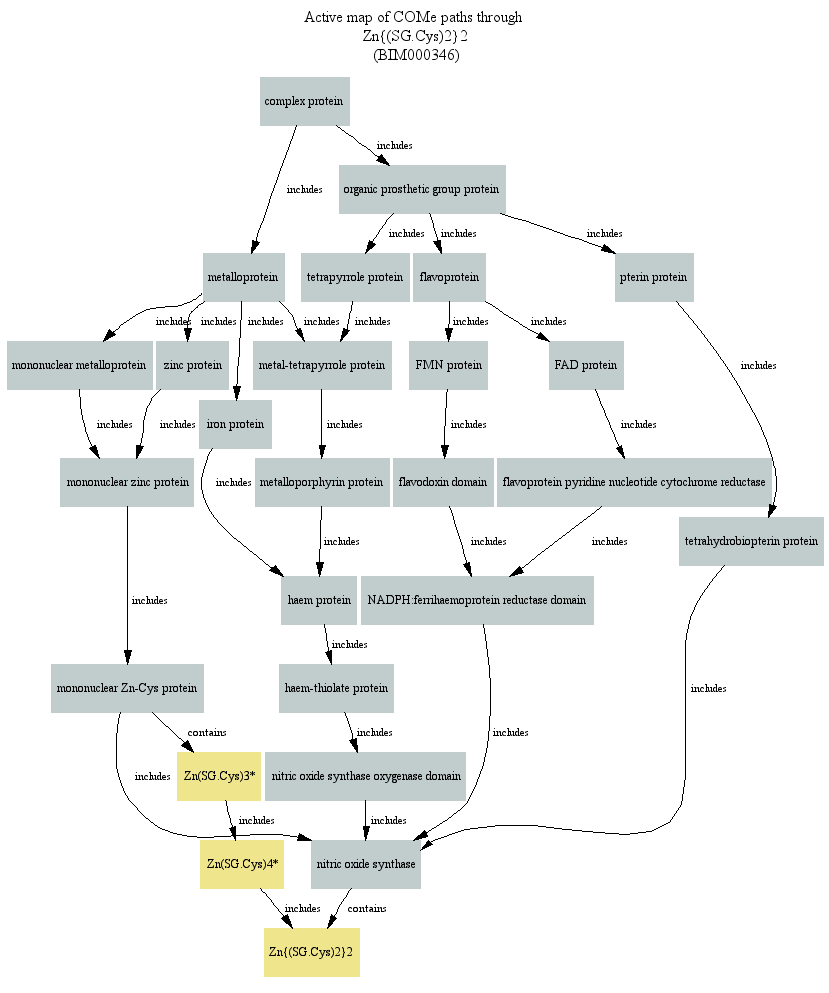 Active map of COMe paths through
Zn{(SG.Cys)2}2
(BIM000346)
complex protein
includes
includes
organic prosthetic group protein
includes
includes
includes
metalloprotein
tetrapyrrole protein
flavoprotein
pterin protein
includes
includes
includes
includes
includes
includes
includes
mononuclear metalloprotein
zinc protein
metal-tetrapyrrole protein
FMN protein
FAD protein
includes
iron protein
includes
includes
includes
includes
includes
mononuclear zinc protein
includes
metalloporphyrin protein
flavodoxin domain
flavoprotein pyridine nucleotide cytochrome reductase
includes
includes
includes
tetrahydrobiopterin protein
includes
haem protein
NADPH:ferrihaemoprotein reductase domain
includes
mononuclear Zn-Cys protein
haem-thiolate protein
includes
contains
includes
includes
includes
Zn(SG.Cys)3*
nitric oxide synthase oxygenase domain
includes
includes
Zn(SG.Cys)4*
nitric oxide synthase
includes
contains
Zn{(SG.Cys)2}2